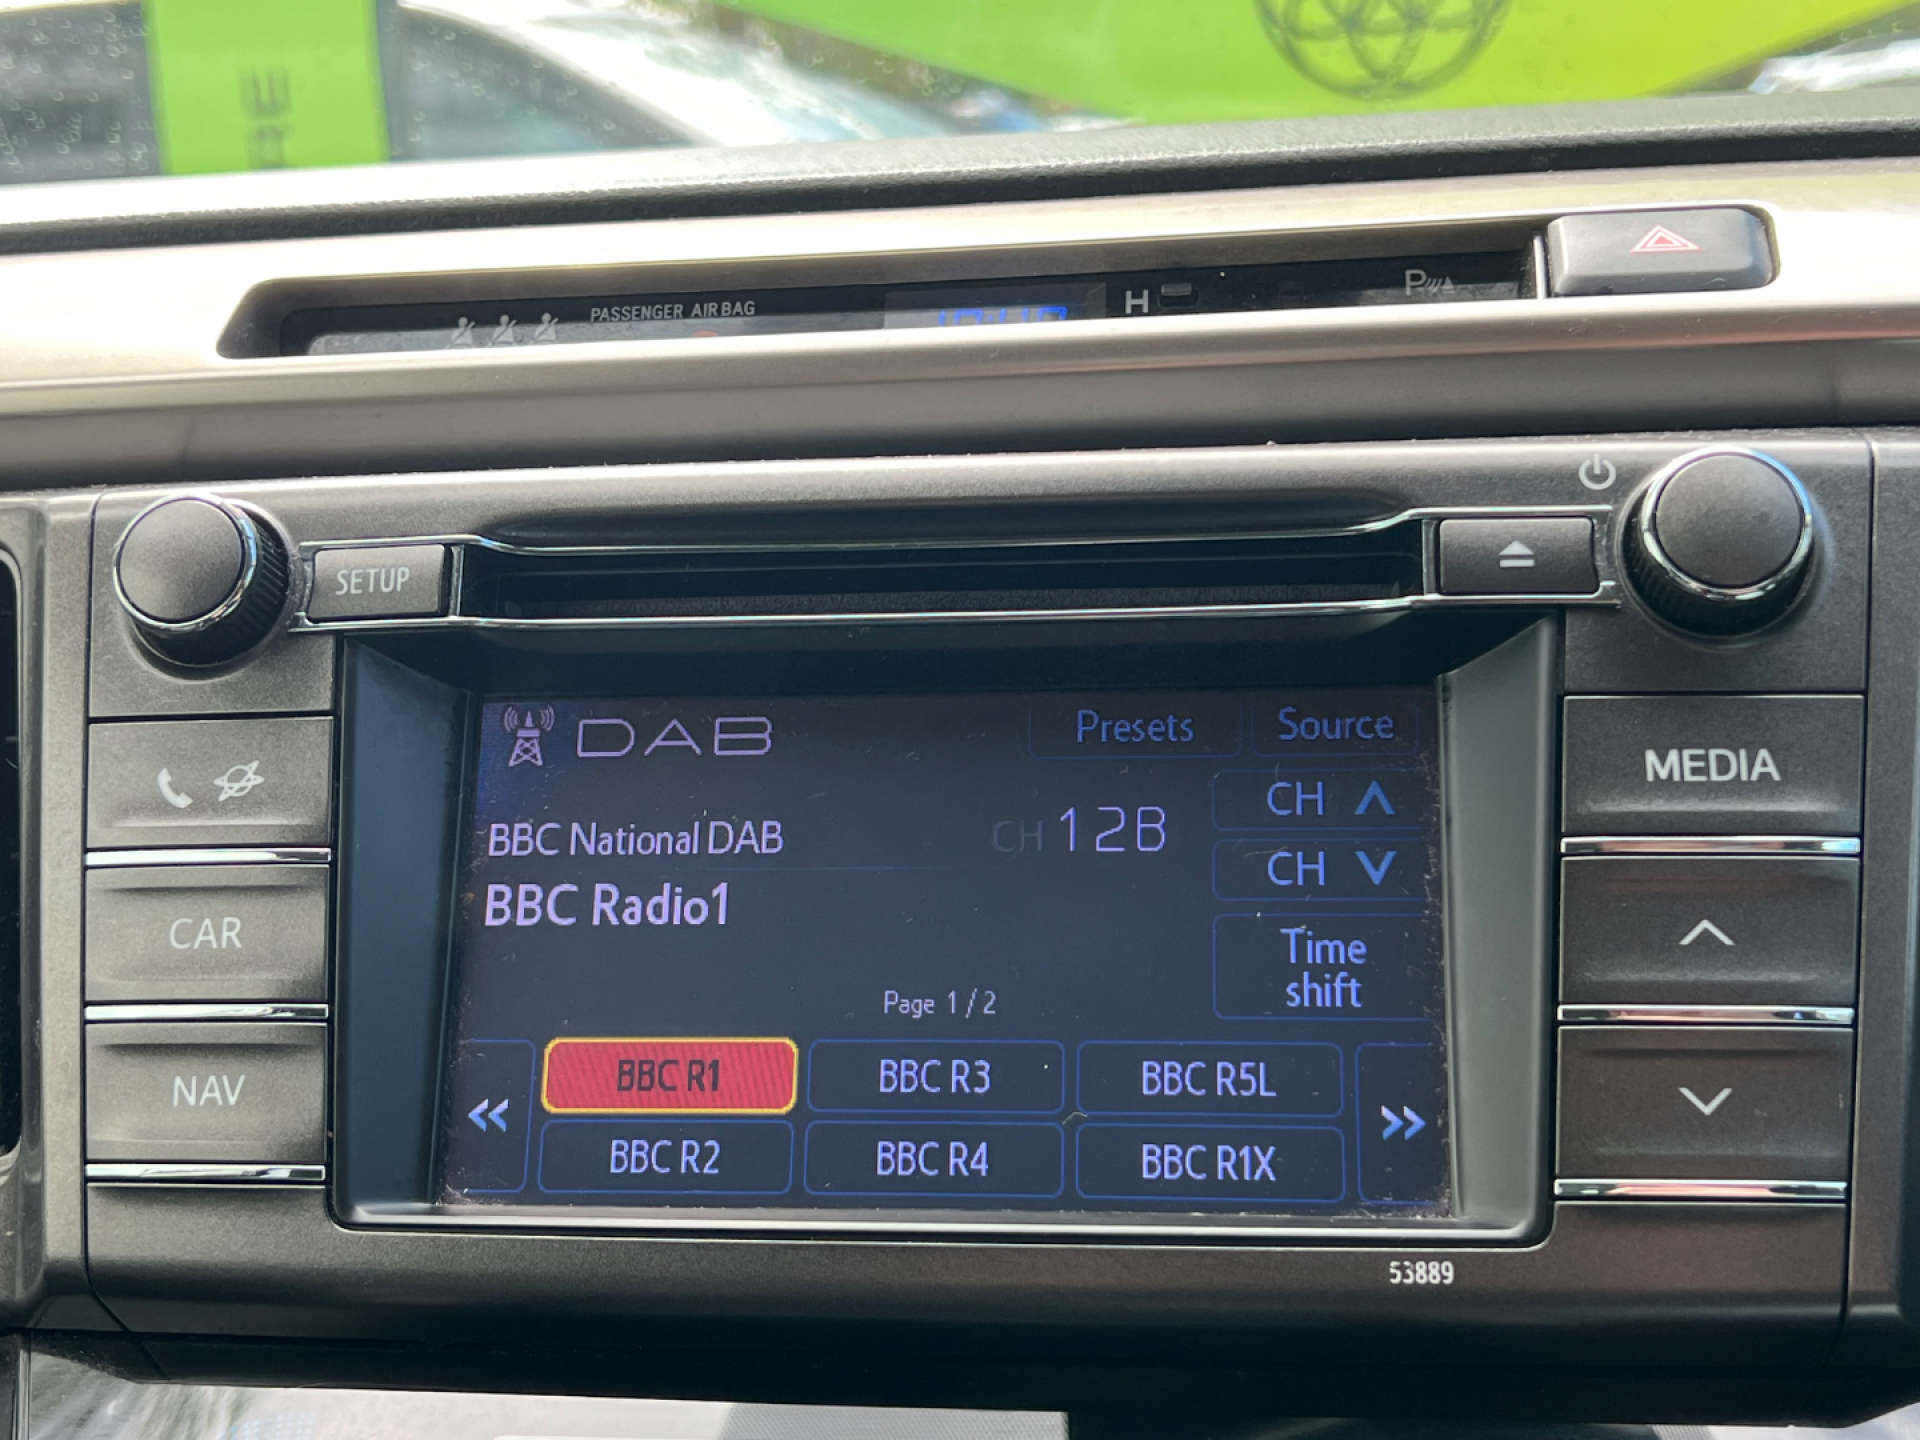 PASSENGER AIR BAG
H
P
SETUP
DAB
Presets
Source
CH
MEDIA
BBC National DAB
CH 12B
CH
BBC Radio1
CAR
Time
shift
Page 1 / 2
BBC R1
BBC R3
BBC R5L
NAV
BBC R2
BBC R4
BBC R1X
53889